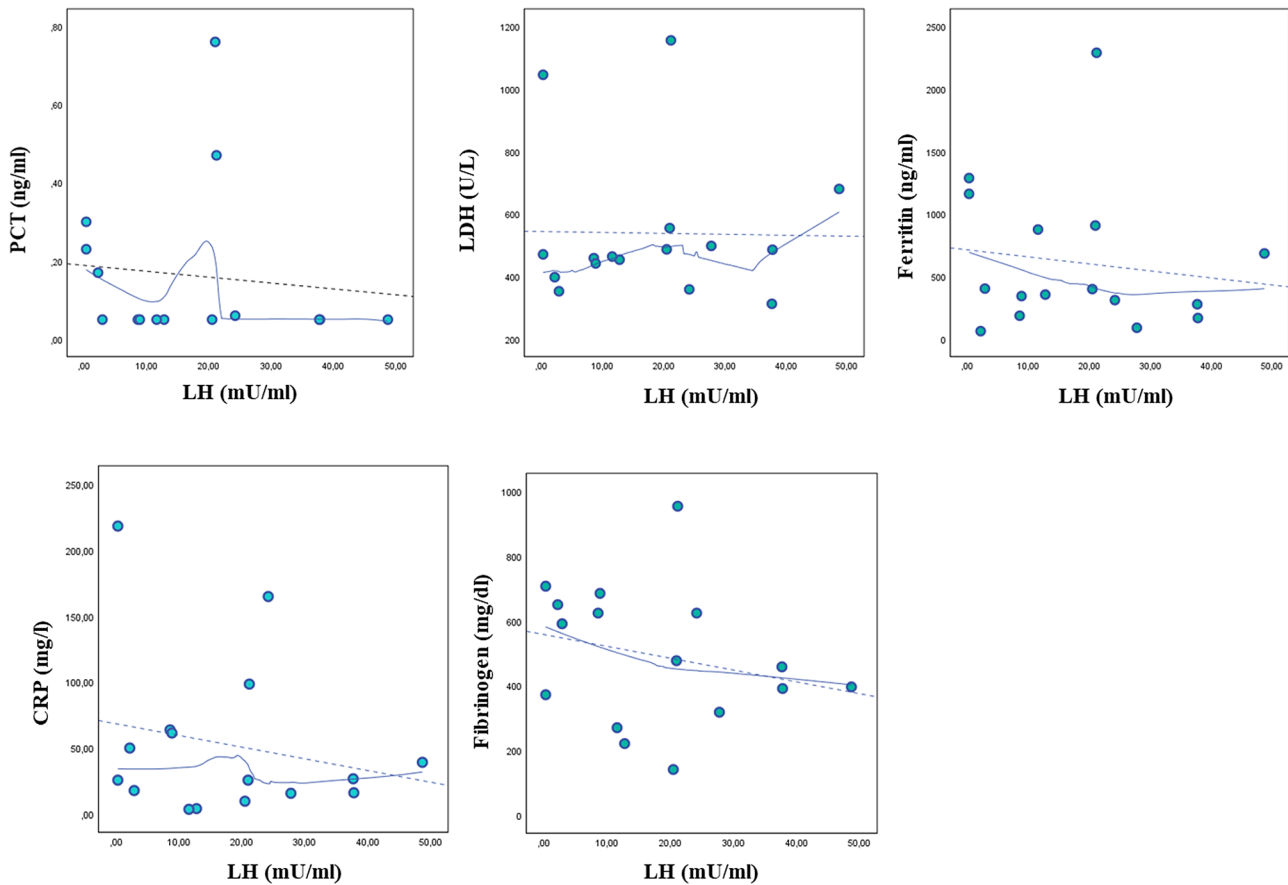 ,80
,60
,40
,20
,00
PCT (ng/ml)
,00 10,00 20,00 30,00 40,00 50,00
LH (mU/ml)
1200
1000
800
600
400
200
LDH (U/L)
,00 10,00 20,00 30,00 40,00 50,00
LH (mU/ml)
2500
2000
1500
1000
500
0
Ferritin (ng/ml)
,00 10,00 20,00 30,00 40,00 50,00
LH (mU/ml)
250,00
200,00
150,00
100,00
50,00
,00
CRP (mg/l)
,00 10,00 20,00 30,00 40,00 50,00
LH (mU/ml)
1000
800
600
400
200
0
Fibrinogen (mg/dl)
,00 10,00 20,00 30,00 40,00 50,00
LH (mU/ml)